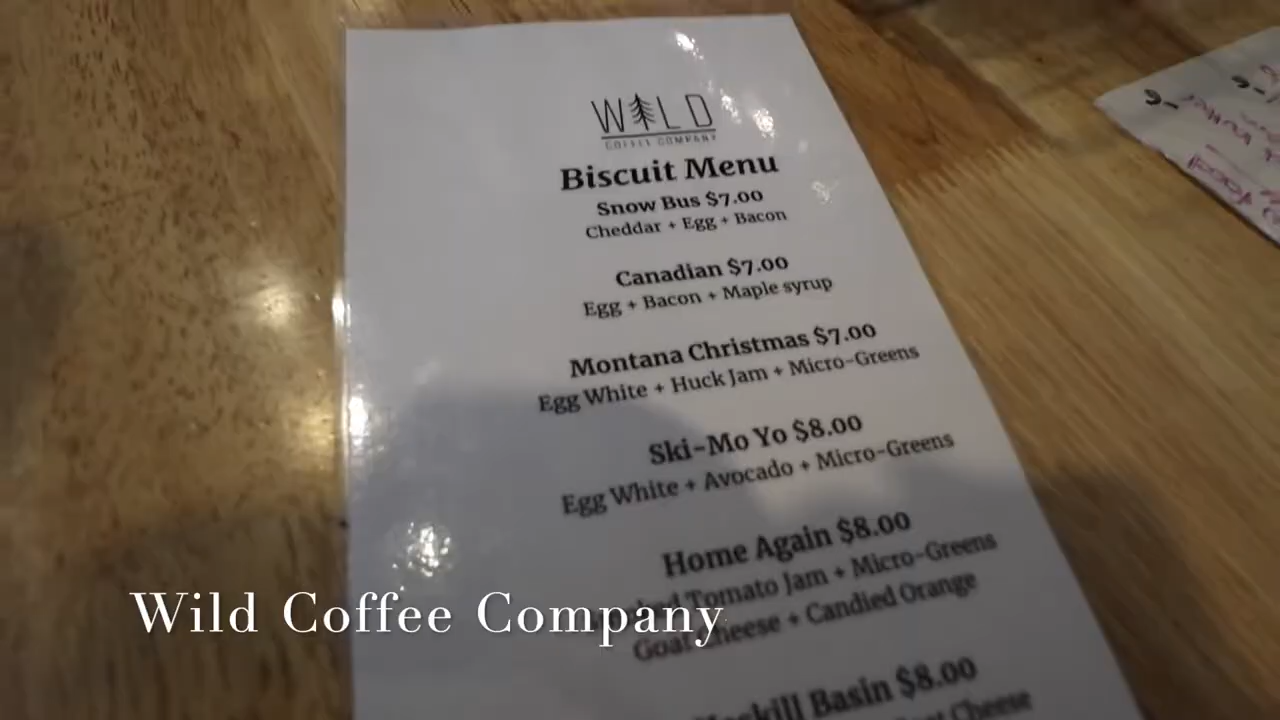 WILD
COFFEE COMPANY
Biscuit Menu
Snow Bus $7.00
Cheddar + Egg + Bacon
Canadian $7.00
Egg + Bacon + Maple syrup
Montana Christmas $7.00
Egg White + Huck Jam + Micro-Greens
Ski-Mo Yo $8.00
Egg White + Avocado + Micro-Greens
Home Again $8.00
Tomato Jam + Micro-Greens
Goat Cheese + Candied Orange
Basin $8.00
Cheese
Wild Coffee Company